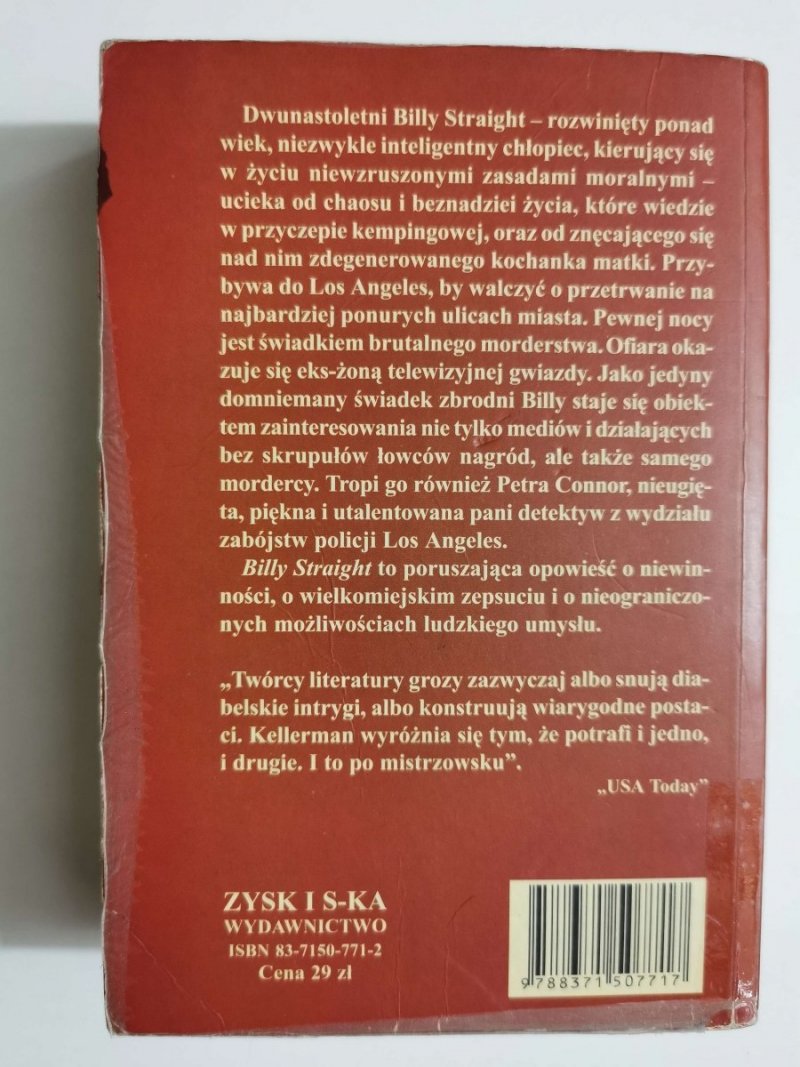 Dwunastoletni Billy Straight – rozwinięty ponad
wiek, niezwykle inteligentny chłopiec, kierujący się
w życiu niewzruszonymi zasadami moralnymi –
ucieka od chaosu i beznadziei życia, które wiedzie
w przyczepie kempingowej, oraz od znęcającego się
nad nim zdegenerowanego kochanka matki. Przy-
bywa do Los Angeles, by walczyć o przetrwanie na
najbardziej ponurych ulicach miasta. Pewnej nocy
jest świadkiem brutalnego morderstwa. Ofiara oka-
zuje się eks-żoną telewizyjnej gwiazdy. Jako jedyny
domniemany świadek zbrodni Billy staje się obiek-
tem zainteresowania nie tylko mediów i działających
bez skrupułów łowców nagród, ale także samego
mordercy. Tropi go również Petra Connor, nieugię-
ta, piękna i utalentowana pani detektyw z wydziału
zabójstw policji Los Angeles.
Billy Straight to poruszająca opowieść o niewin-
ności, o wielkomiejskim zepsuciu i o nieograniczo-
nych możliwościach ludzkiego umysłu.
„Twórcy literatury grozy zazwyczaj albo snują dia-
belskie intrygi, albo konstruują wiarygodne posta-
ci. Kellerman wyróżnia się tym, że potrafi i jedno,
i drugie. I to po mistrzowsku”.
„USA Today”
ZYSK I S-KA
WYDAWNICTWO
ISBN 83-7150-771-2
Cena 29 zł
9 788371 507717